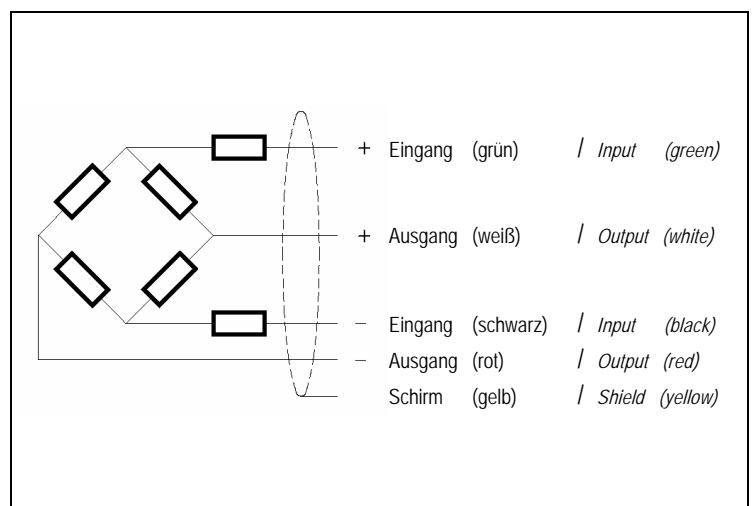 + Eingang (grün) / Input (green)
+ Ausgang (weiß) / Output (white)
– Eingang (schwarz) / Input (black)
– Ausgang (rot) / Output (red)
Schirm (gelb) / Shield (yellow)